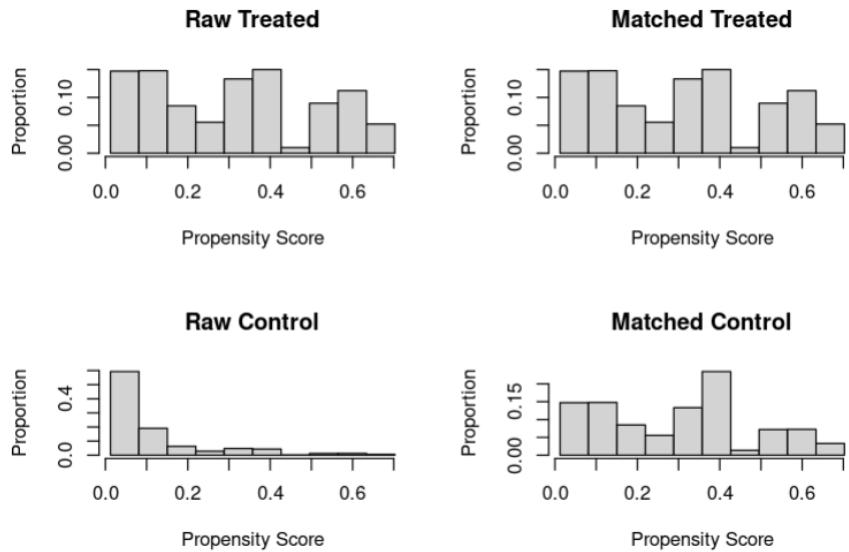 Raw Treated
Proportion
0.00 0.10
0.0 0.2 0.4 0.6
Propensity Score
Matched Treated
Proportion
0.00 0.10
0.0 0.2 0.4 0.6
Propensity Score
Raw Control
Proportion
0.0 0.4
0.0 0.2 0.4 0.6
Propensity Score
Matched Control
Proportion
0.00 0.15
0.0 0.2 0.4 0.6
Propensity Score